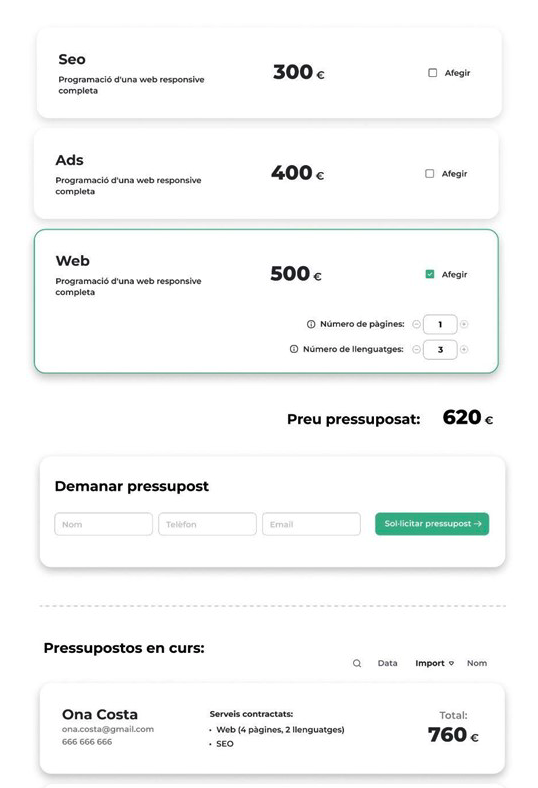 Seo
Programació d'una web responsive
completa
300 €
Afegir
Ads
Programació d'una web responsive
completa
400 €
Afegir
Web
Programació d'una web responsive
completa
500 €
Afegir
Número de pàgines: 1
Número de llenguatges: 3
Preu pressuposat: 620 €
Demanar pressupost
Nom
Telèfon
Email
Sol·licitar pressupost →
Pressupostos en curs:
Data Import Nom
Ona Costa
ona.costa@gmail.com
666 666 666
Serveis contractats:
• Web (4 pàgines, 2 llenguatges)
• SEO
Total:
760 €